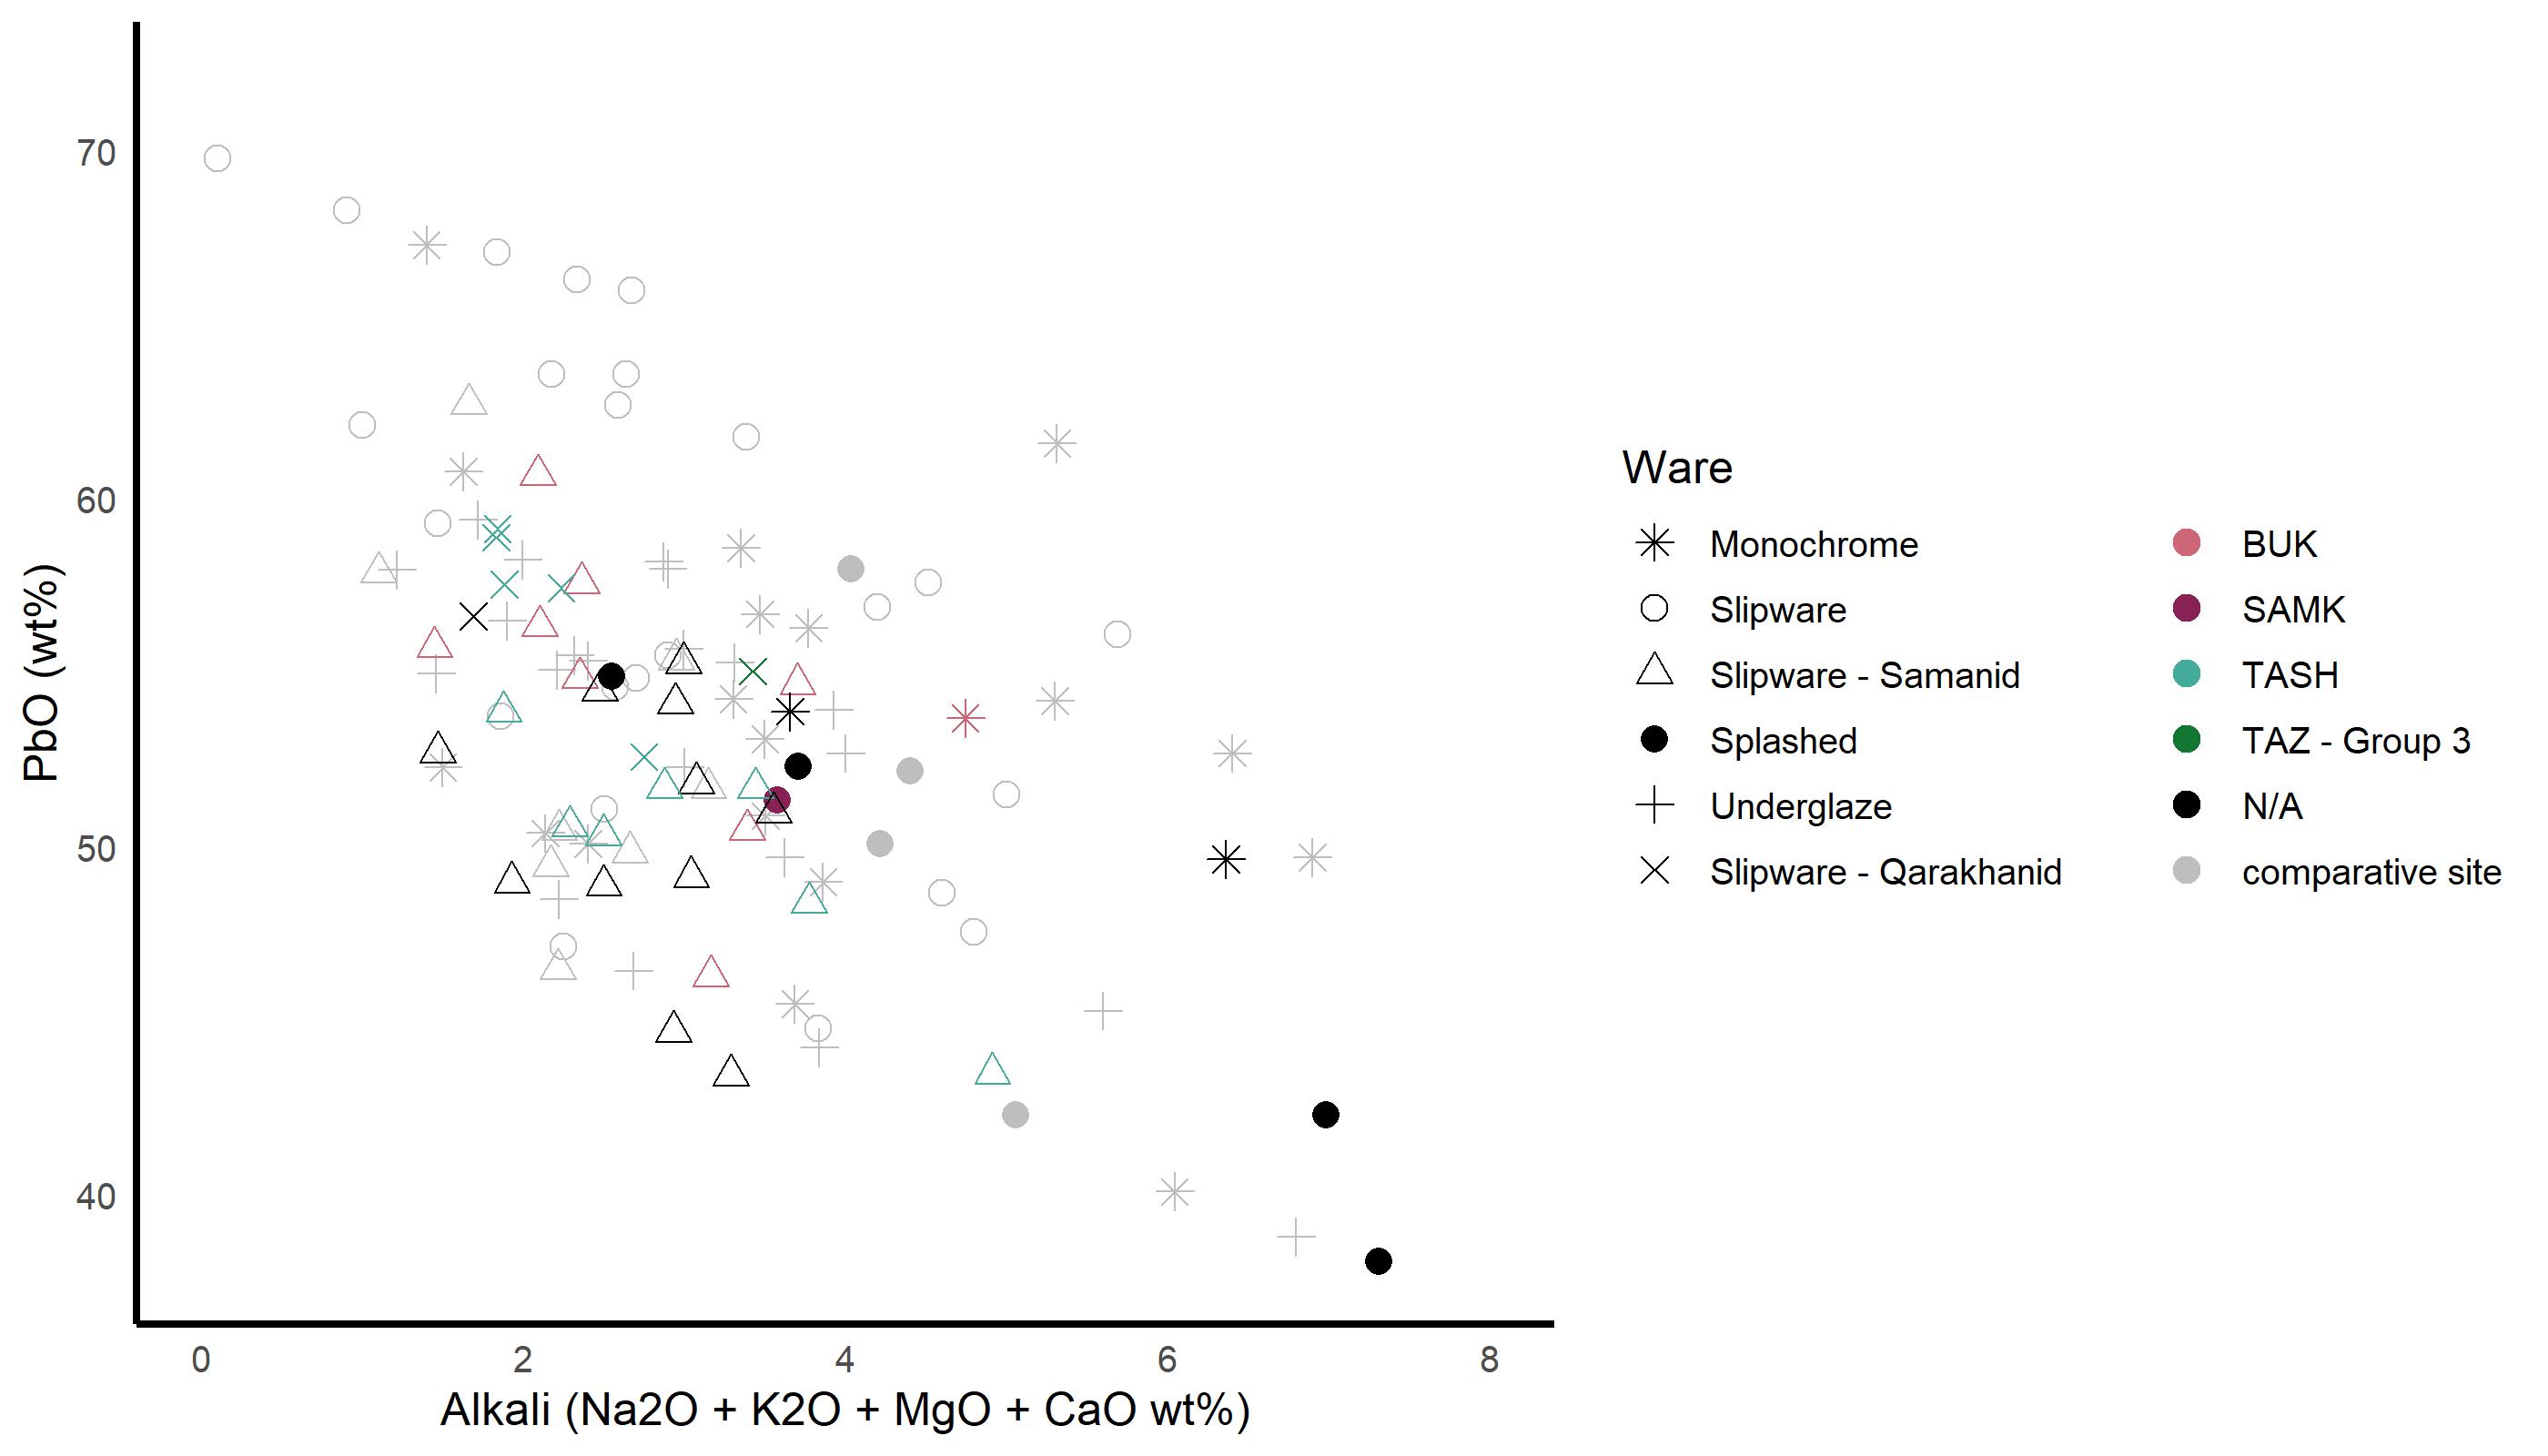 70
60
50
40
PbO (wt%)
0 2 4 6 8
Alkali (Na2O + K2O + MgO + CaO wt%)
Ware
Monochrome
Slipware
Slipware - Samanid
Splashed
Underglaze
Slipware - Qarakhanid
BUK
SAMK
TASH
TAZ - Group 3
N/A
comparative site